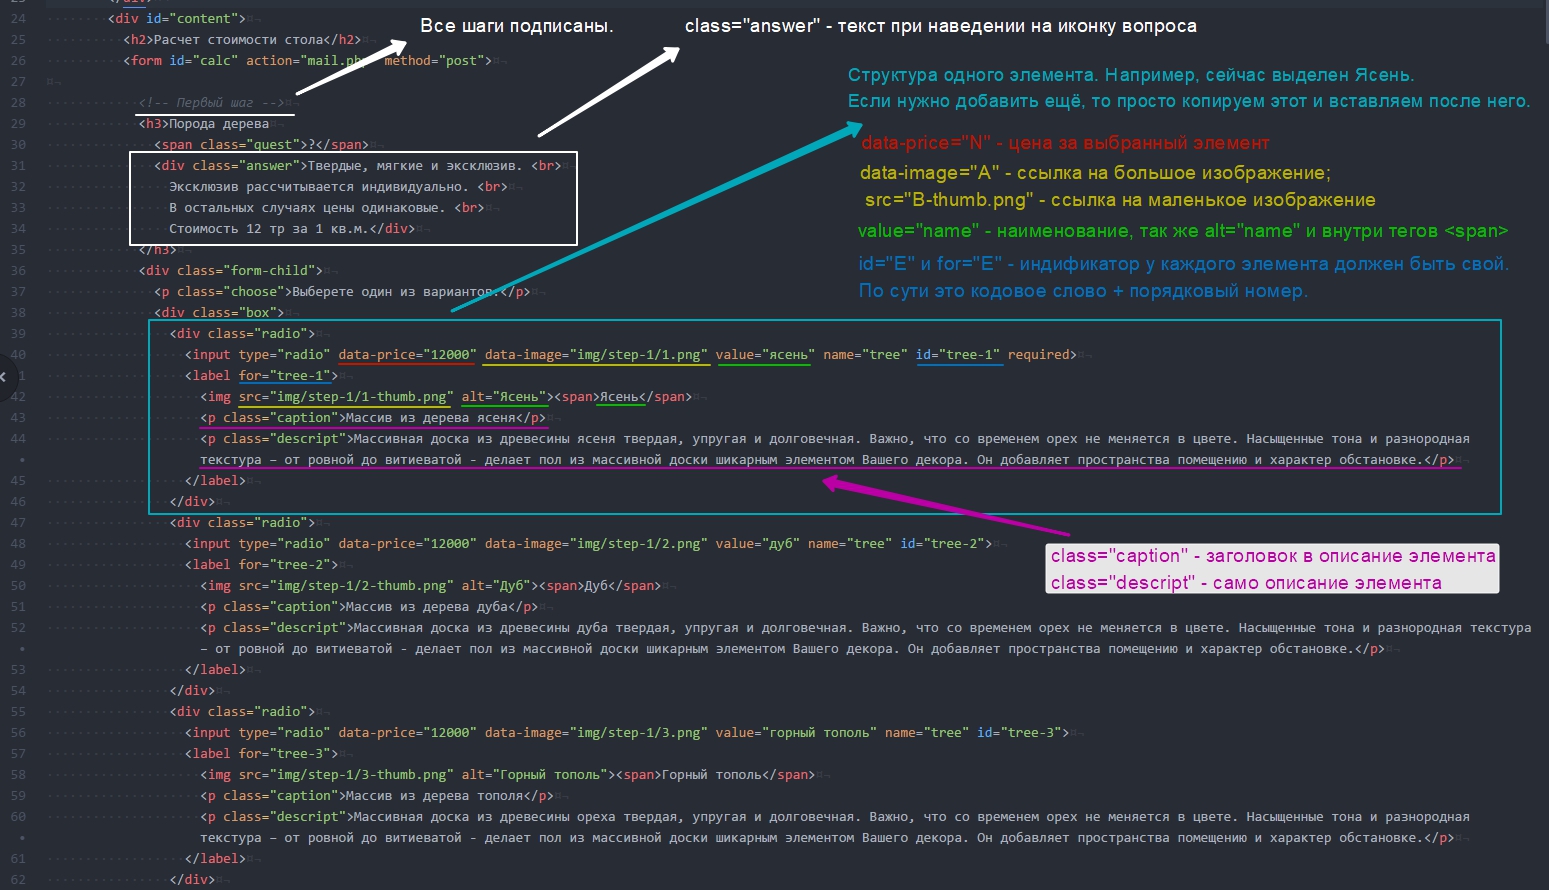 23 </div>
24 <div id="content">
Все шаги подписаны. class="answer" - текст при наведении на иконку вопроса
25 <h2>Расчет стоимости стола</h2>
26 <form id="calc" action="mail.php" method="post">
27
Структура одного элемента. Например, сейчас выделен Ясень.
Если нужно добавить ещё, то просто копируем этот и вставляем после него.
28 <!-- Первый шаг -->
29 <h3>Порода дерева
data-price="N" - цена за выбранный элемент
30 <span class="quest">?</span>
31 <div class="answer">Твердые, мягкие и эксклюзив. <br>
data-image="A" - ссылка на большое изображение;
32 Эксклюзив рассчитывается индивидуально. <br>
src="B-thumb.png" - ссылка на маленькое изображение
33 В остальных случаях цены одинаковые. <br>
34 Стоимость 12 тр за 1 кв.м.</div>
value="name" - наименование, так же alt="name" и внутри тегов <span>
35 </h3>
id="E" и for="E" - индификатор у каждого элемента должен быть свой.
36 <div class="form-child">
По сути это кодовое слово + порядковый номер.
37 <p class="choose">Выберете один из вариантов.</p>
38 <div class="box">
39 <div class="radio">
40 <input type="radio" data-price="12000" data-image="img/step-1/1.png" value="ясень" name="tree" id="tree-1" required>
1 <label for="tree-1">
42 <img src="img/step-1/1-thumb.png" alt="Ясень"><span>Ясень</span>
43 <p class="caption">Массив из дерева ясеня</p>
44 <p class="descript">Массивная доска из древесины ясеня твердая, упругая и долговечная. Важно, что со временем орех не меняется в цвете. Насыщенные тона и разнородная
• текстура – от ровной до витиеватой - делает пол из массивной доски шикарным элементом Вашего декора. Он добавляет пространства помещению и характер обстановке.</p>
45 </label>
46 </div>
47 <div class="radio">
48 <input type="radio" data-price="12000" data-image="img/step-1/2.png" value="дуб" name="tree" id="tree-2">
class="caption" - заголовок в описание элемента
49 <label for="tree-2">
class="descript" - само описание элемента
50 <img src="img/step-1/2-thumb.png" alt="Дуб"><span>Дуб</span>
51 <p class="caption">Массив из дерева дуба</p>
52 <p class="descript">Массивная доска из древесины дуба твердая, упругая и долговечная. Важно, что со временем орех не меняется в цвете. Насыщенные тона и разнородная текстура
• – от ровной до витиеватой - делает пол из массивной доски шикарным элементом Вашего декора. Он добавляет пространства помещению и характер обстановке.</p>
53 </label>
54 </div>
55 <div class="radio">
56 <input type="radio" data-price="12000" data-image="img/step-1/3.png" value="горный тополь" name="tree" id="tree-3">
57 <label for="tree-3">
58 <img src="img/step-1/3-thumb.png" alt="Горный тополь"><span>Горный тополь</span>
59 <p class="caption">Массив из дерева тополя</p>
60 <p class="descript">Массивная доска из древесины ореха твердая, упругая и долговечная. Важно, что со временем орех не меняется в цвете. Насыщенные тона и разнородная
• текстура – от ровной до витиеватой - делает пол из массивной доски шикарным элементом Вашего декора. Он добавляет пространства помещению и характер обстановке.</p>
61 </label>
62 </div>